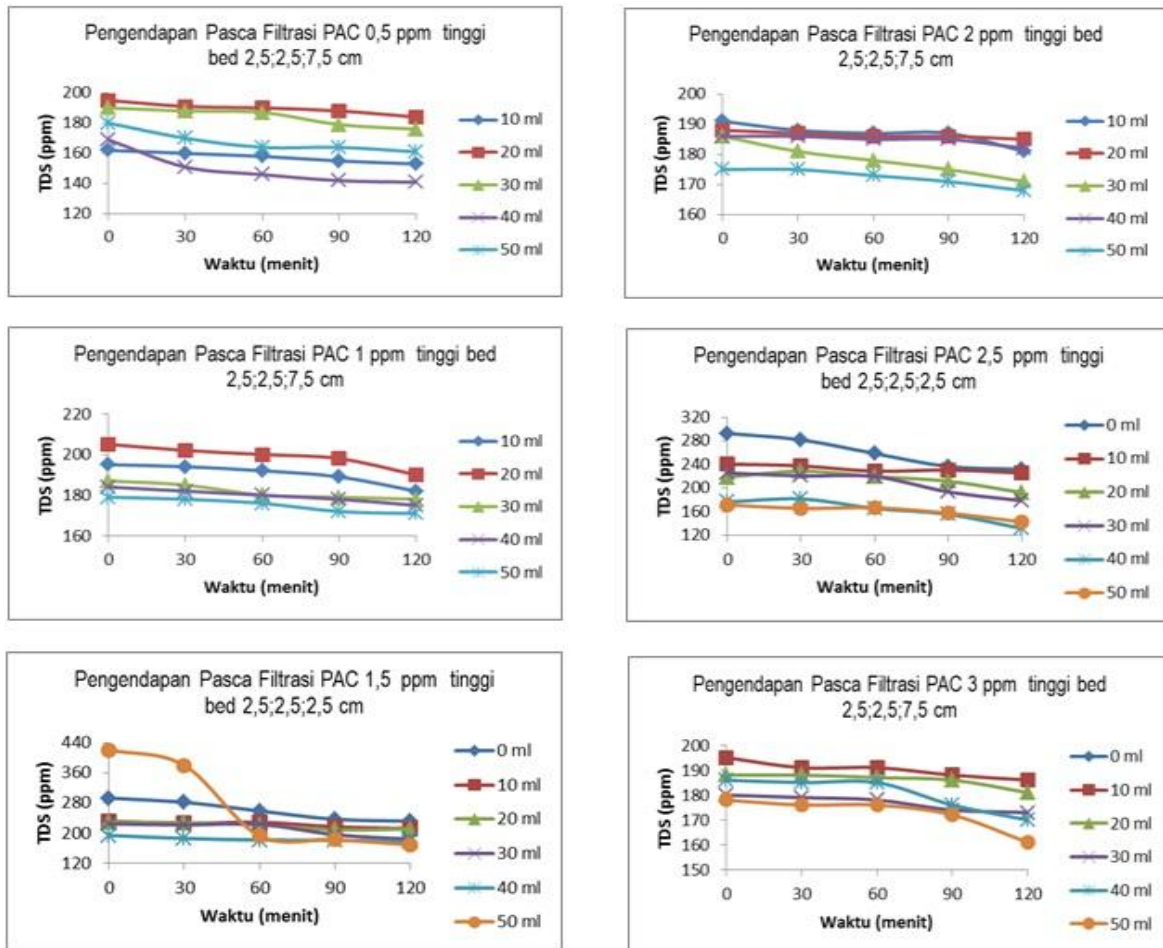 Pengendapan Pasca Filtrasi PAC 0,5 ppm tinggi
bed 2,5;2,5;7,5 cm
TDS (ppm)
200
180
160
140
120
0 30 60 90 120
Waktu (menit)
10 ml
20 ml
30 ml
40 ml
50 ml
Pengendapan Pasca Filtrasi PAC 2 ppm tinggi bed
2,5;2,5;7,5 cm
TDS (ppm)
200
190
180
170
160
0 30 60 90 120
Waktu (menit)
10 ml
20 ml
30 ml
40 ml
50 ml
Pengendapan Pasca Filtrasi PAC 1 ppm tinggi bed
2,5;2,5;7,5 cm
TDS (ppm)
220
200
180
160
0 30 60 90 120
Waktu (menit)
10 ml
20 ml
30 ml
40 ml
50 ml
Pengendapan Pasca Filtrasi PAC 2,5 ppm tinggi
bed 2,5;2,5;2,5 cm
TDS (ppm)
320
280
240
200
160
120
0 30 60 90 120
Waktu (menit)
0 ml
10 ml
20 ml
30 ml
40 ml
50 ml
Pengendapan Pasca Filtrasi PAC 1,5 ppm tinggi
bed 2,5;2,5;2,5 cm
TDS (ppm)
440
360
280
200
120
0 30 60 90 120
Waktu (menit)
0 ml
10 ml
20 ml
30 ml
40 ml
50 ml
Pengendapan Pasca Filtrasi PAC 3 ppm tinggi bed
2,5;2,5;7,5 cm
TDS (ppm)
200
190
180
170
160
150
0 30 60 90 120
Waktu (menit)
0 ml
10 ml
20 ml
30 ml
40 ml
50 ml